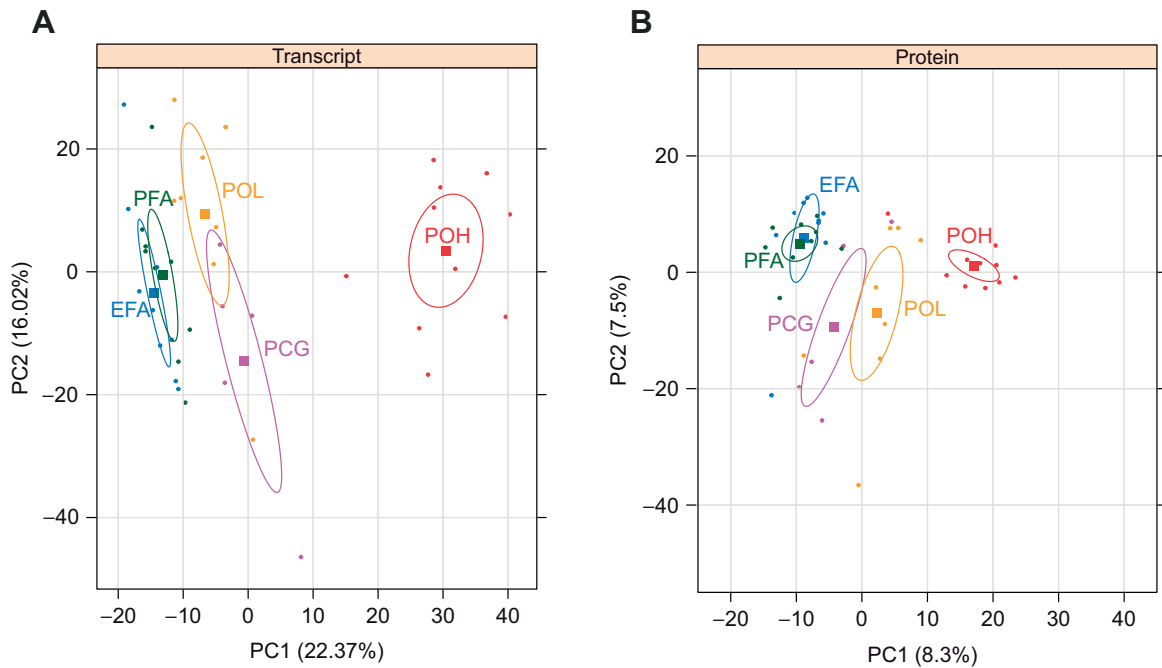 A
Transcript
20
0
−20
−40
−20 −10 0 10 20 30 40
PC1 (22.37%)
PC2 (16.02%)
PFA
POL
POH
EFA
PCG
B
Protein
20
0
−20
−40
−20 −10 0 10 20 30 40
PC1 (8.3%)
PC2 (7.5%)
EFA
PFA
POH
PCG
POL